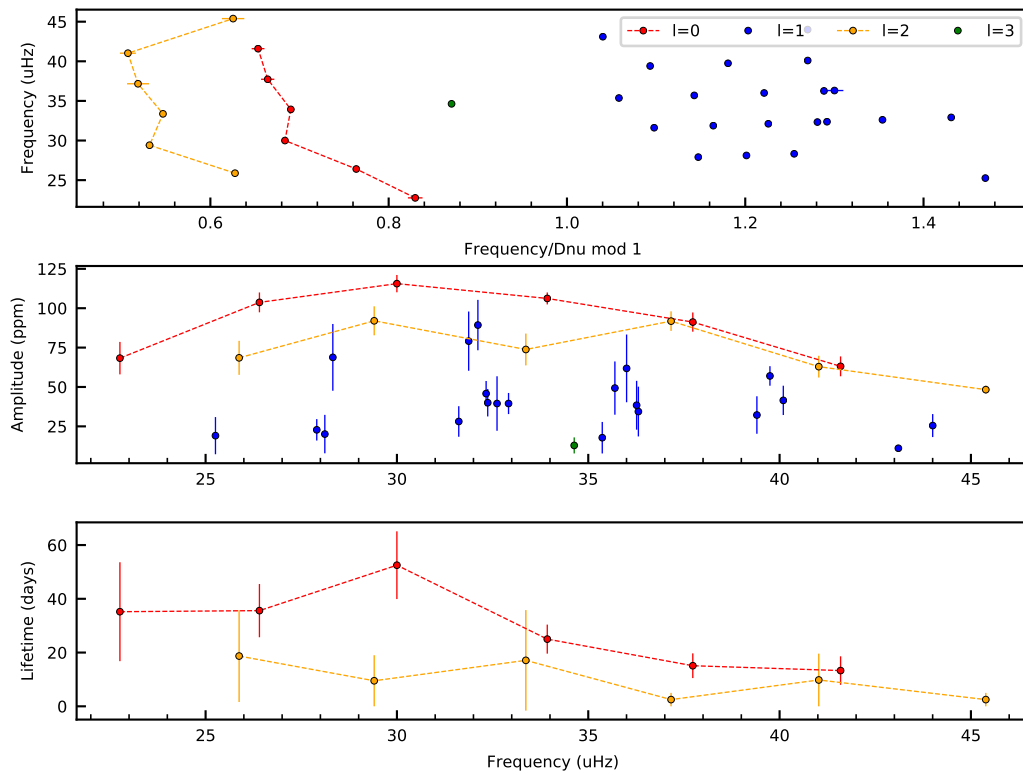 Frequency (uHz)
45
40
35
30
25
l=0 l=1 l=2 l=3
0.6 0.8 1.0 1.2 1.4
Frequency/Dnu mod 1
Amplitude (ppm)
125
100
75
50
25
25 30 35 40 45
Lifetime (days)
60
40
20
0
25 30 35 40 45
Frequency (uHz)